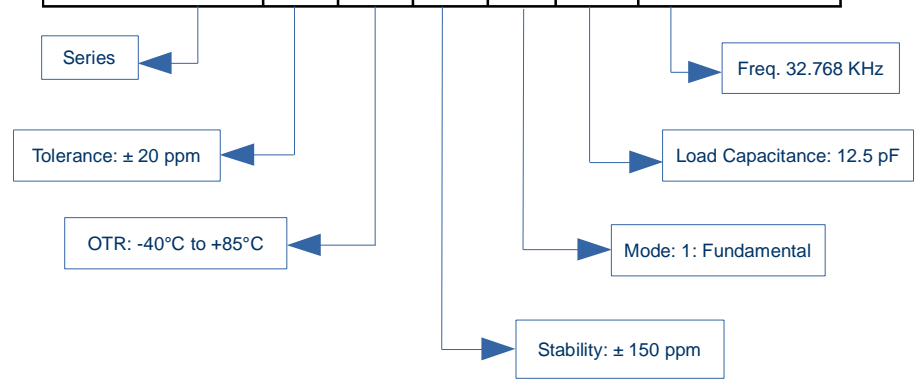 Series
Freq. 32.768 KHz
Tolerance: ± 20 ppm
Load Capacitance: 12.5 pF
OTR: -40°C to +85°C
Mode: 1: Fundamental
Stability: ± 150 ppm